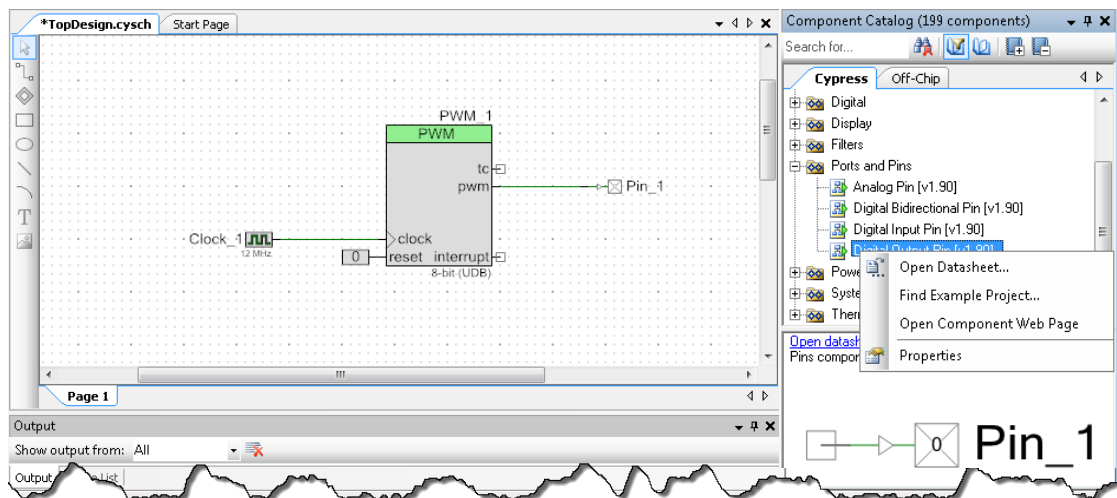 *TopDesign.cysch Start Page
Component Catalog (199 components)
Search for...
Cypress Off-Chip
Digital
Display
Filters
Ports and Pins
Analog Pin [v1.90]
Digital Bidirectional Pin [v1.90]
Digital Input Pin [v1.90]
Digital Output Pin [v1.90]
Open Datasheet...
Find Example Project...
Open Component Web Page
Properties
Powe
Syste
Ther
Open datash
Pins compor
0 Pin_1
PWM_1
PWM
tc
pwm
Pin_1
Clock_1
12 MHz
clock
0 reset interrupt
8-bit (UDB)
T
Page 1
Output
Show output from: All
Output List